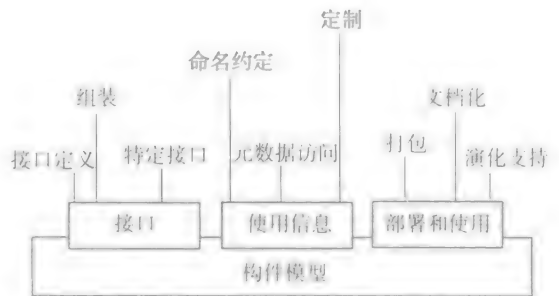 定制
命名约定
组装
文档化
接口定义
特定接口
元数据访问
打包
演化支持
接口
使用信息
部署和使用
构件模型